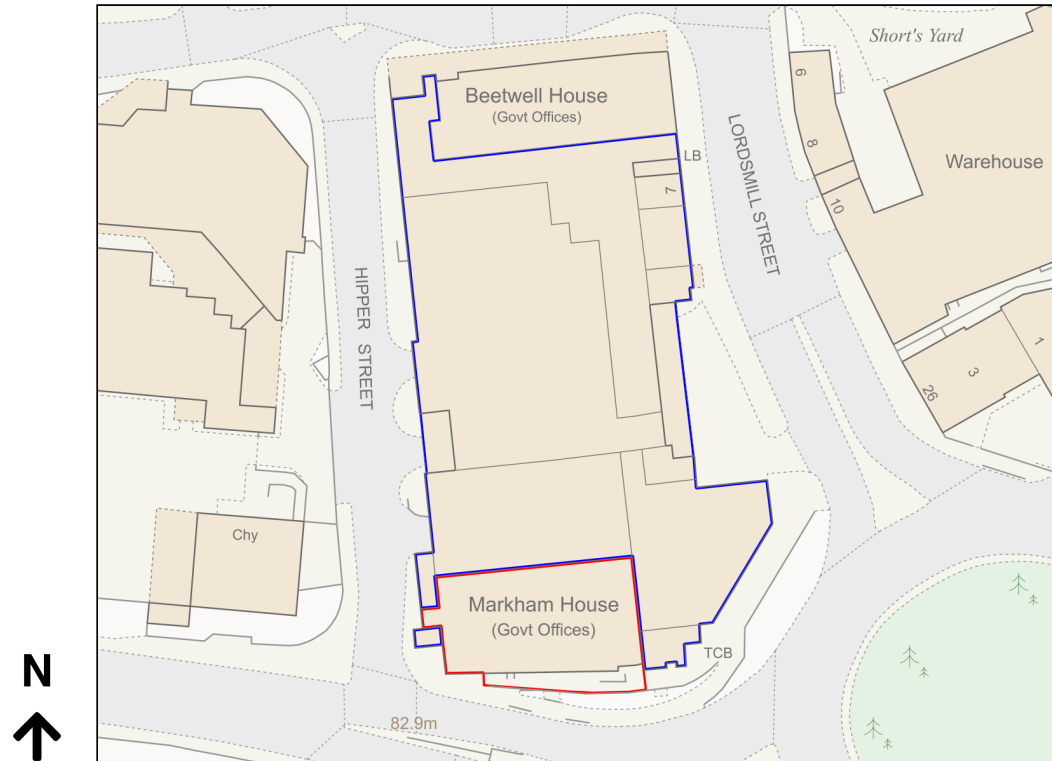 Short's Yard
6
Beetwell House
(Govt Offices)
8
LORDSMILL STREET
LB
Warehouse
7
10
HIPPER STREET
1
3
26
Chy
Markham House
(Govt Offices)
TCB
N
82.9m